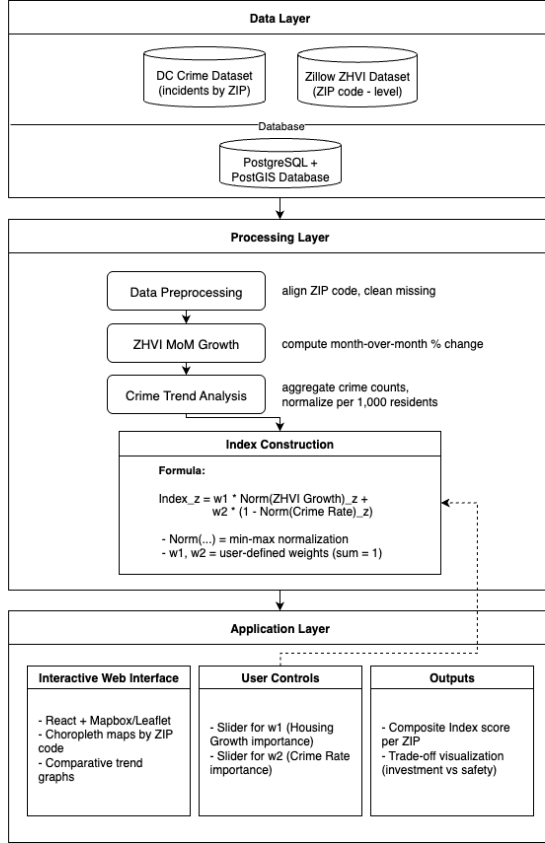 Data Layer
DC Crime Dataset
(incidents by ZIP)
Zillow ZHVI Dataset
(ZIP code - level)
Database
PostgreSQL +
PostGIS Database
Processing Layer
Data Preprocessing
align ZIP code, clean missing
ZHVI MoM Growth
compute month-over-month % change
Crime Trend Analysis
aggregate crime counts,
normalize per 1,000 residents
Index Construction
Formula:
Index_z = w1 * Norm(ZHVI Growth)_z +
w2 * (1 - Norm(Crime Rate)_z)
- Norm(...) = min-max normalization
- w1, w2 = user-defined weights (sum = 1)
Application Layer
Interactive Web Interface
- React + Mapbox/Leaflet
- Choropleth maps by ZIP
code
- Comparative trend
graphs
User Controls
- Slider for w1 (Housing
Growth importance)
- Slider for w2 (Crime Rate
importance)
Outputs
- Composite Index score
per ZIP
- Trade-off visualization
(investment vs safety)